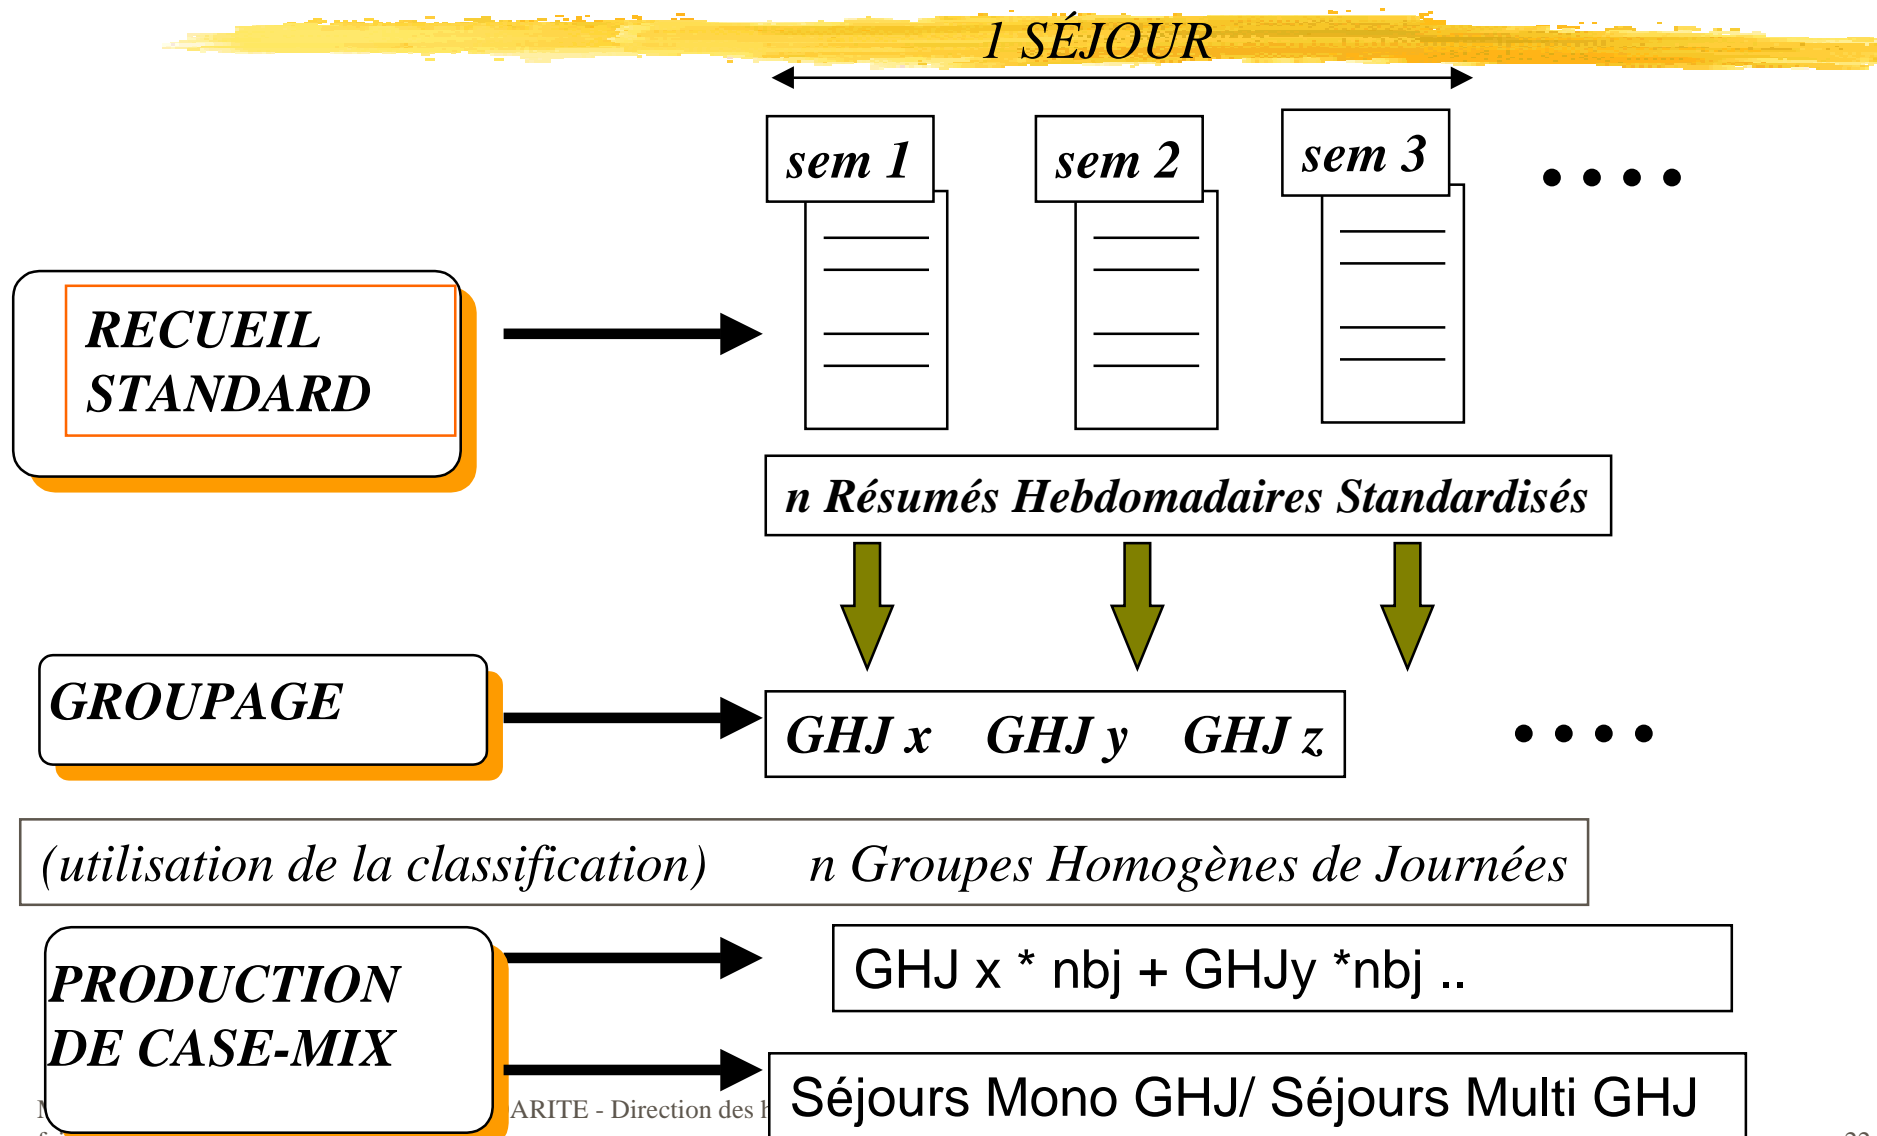 1 SÉJOUR
sem 1 sem 2 sem 3
RECUEIL
STANDARD
n Résumés Hebdomadaires Standardisés
GROUPAGE
GHJ x GHJ y GHJ z
(utilisation de la classification) n Groupes Homogènes de Journées
PRODUCTION
DE CASE-MIX
GHJ x * nbj + GHJy *nbj ..
Séjours Mono GHJ/ Séjours Multi GHJ
ARITE - Direction des